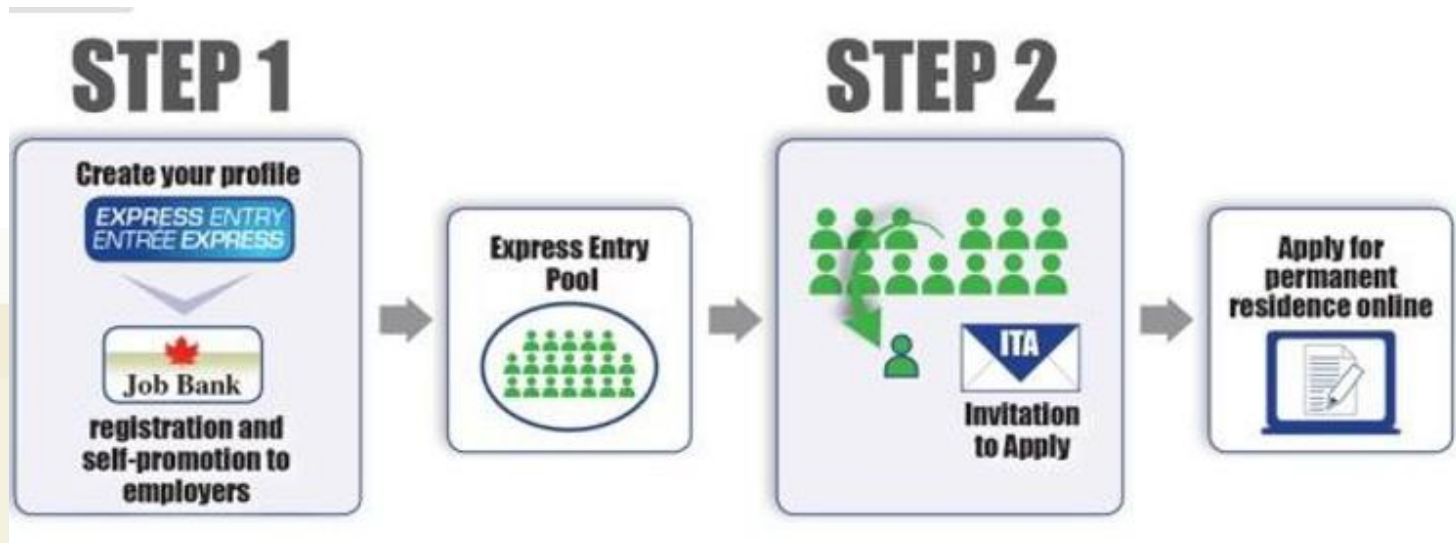 STEP 1
Create your profile
EXPRESS ENTRY
ENTRÉE EXPRESS
Job Bank
registration and
self-promotion to
employers
Express Entry
Pool
STEP 2
ITA
Invitation
to Apply
Apply for
permanent
residence online